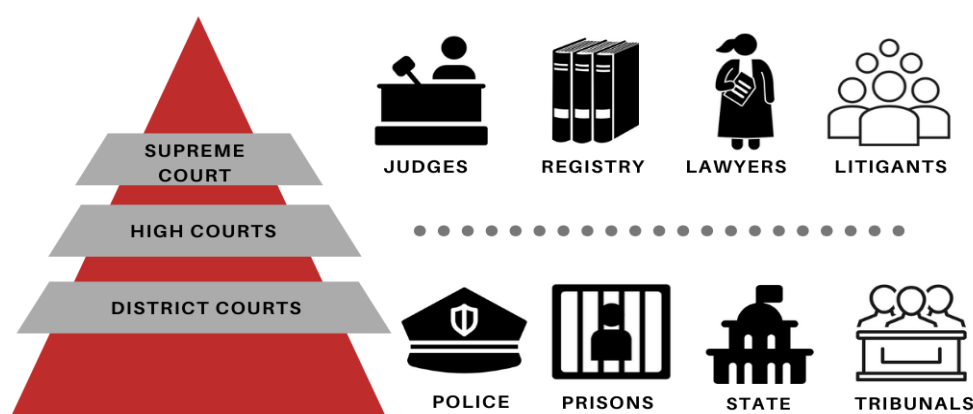 SUPREME
COURT
HIGH COURTS
DISTRICT COURTS
JUDGES
REGISTRY
LAWYERS
LITIGANTS
POLICE
PRISONS
STATE
TRIBUNALS